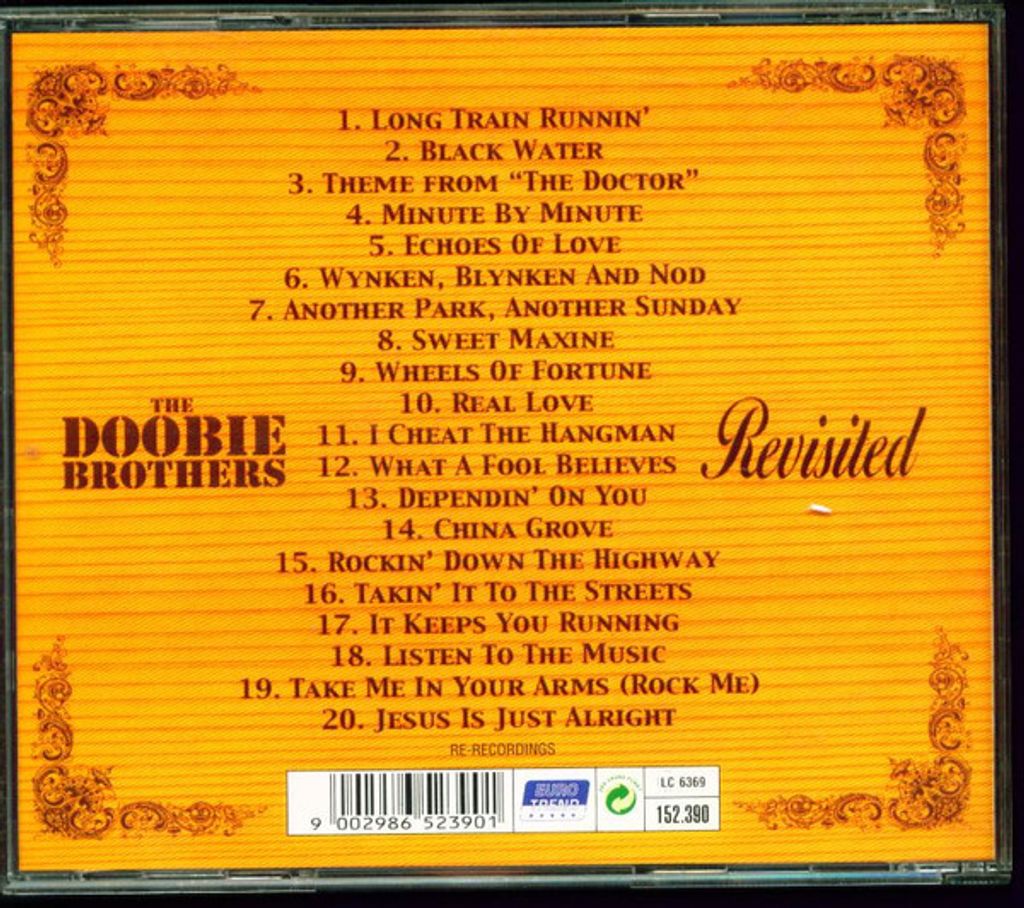 1. Long Train Runnin'
2. Black Water
3. Theme from "The Doctor"
4. Minute By Minute
5. Echoes Of Love
6. Wynken, Blynken And Nod
7. Another Park, Another Sunday
8. Sweet Maxine
9. Wheels Of Fortune
10. Real Love
11. I Cheat The Hangman
12. What A Fool Believes
13. Dependin' On You
14. China Grove
15. Rockin' Down The Highway
16. Takin' It To The Streets
17. It Keeps You Running
18. Listen To The Music
19. Take Me In Your Arms (Rock Me)
20. Jesus Is Just Alright
RE-RECORDINGS
THE
DOOBIE
BROTHERS
Revisited
9 002986 523901
EURO
TREND
LC 6369
152.390